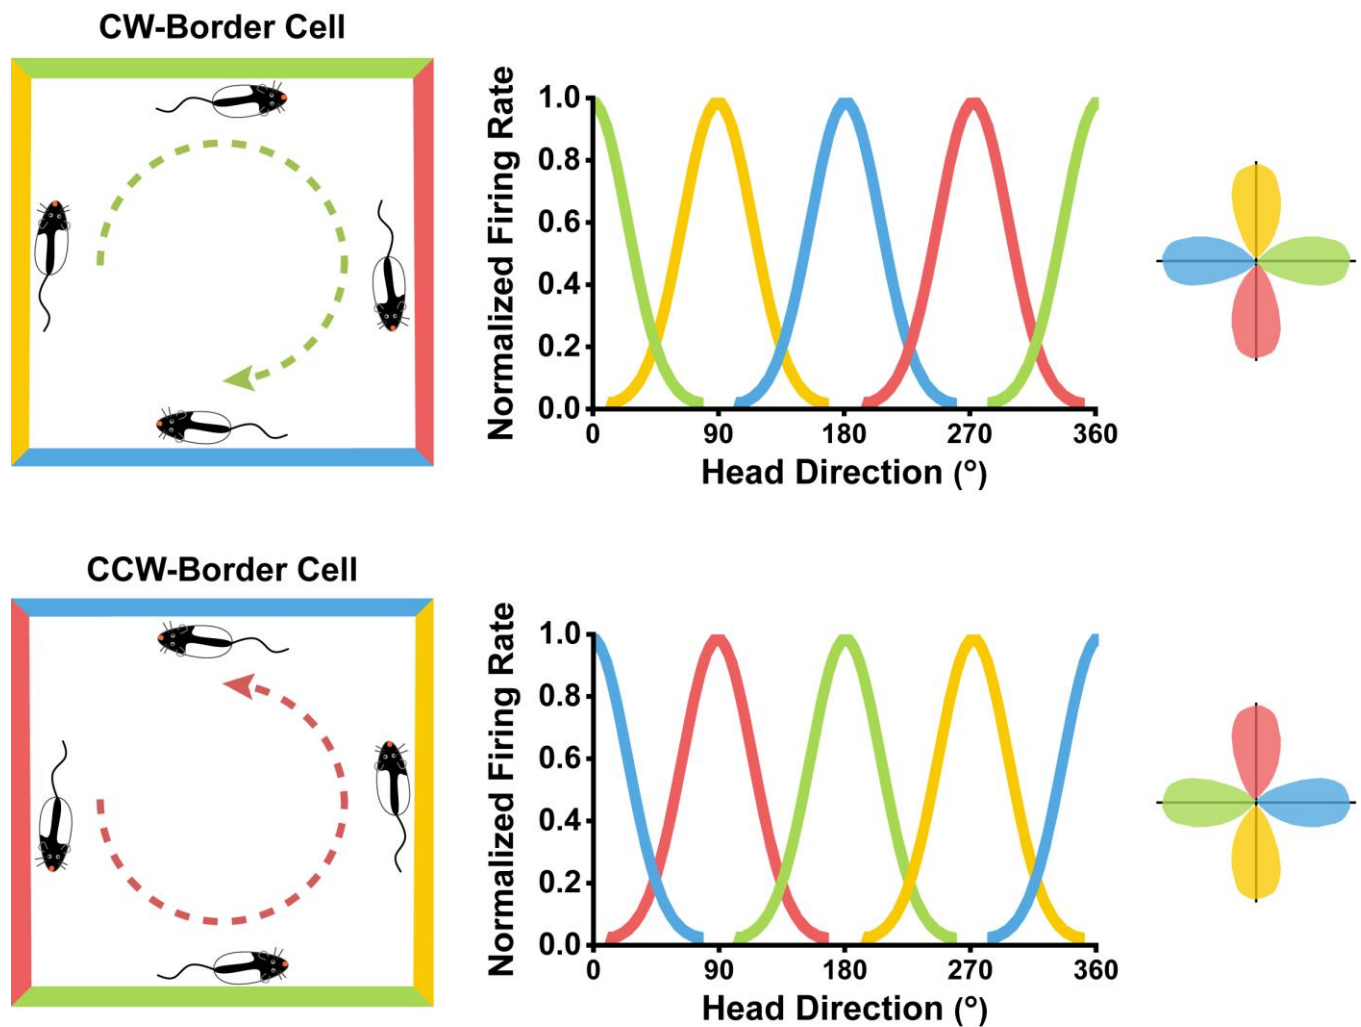 CW-Border Cell
Normalized Firing Rate
1.0
0.8
0.6
0.4
0.2
0.0
0 90 180 270 360
Head Direction (°)
CCW-Border Cell
Normalized Firing Rate
1.0
0.8
0.6
0.4
0.2
0.0
0 90 180 270 360
Head Direction (°)